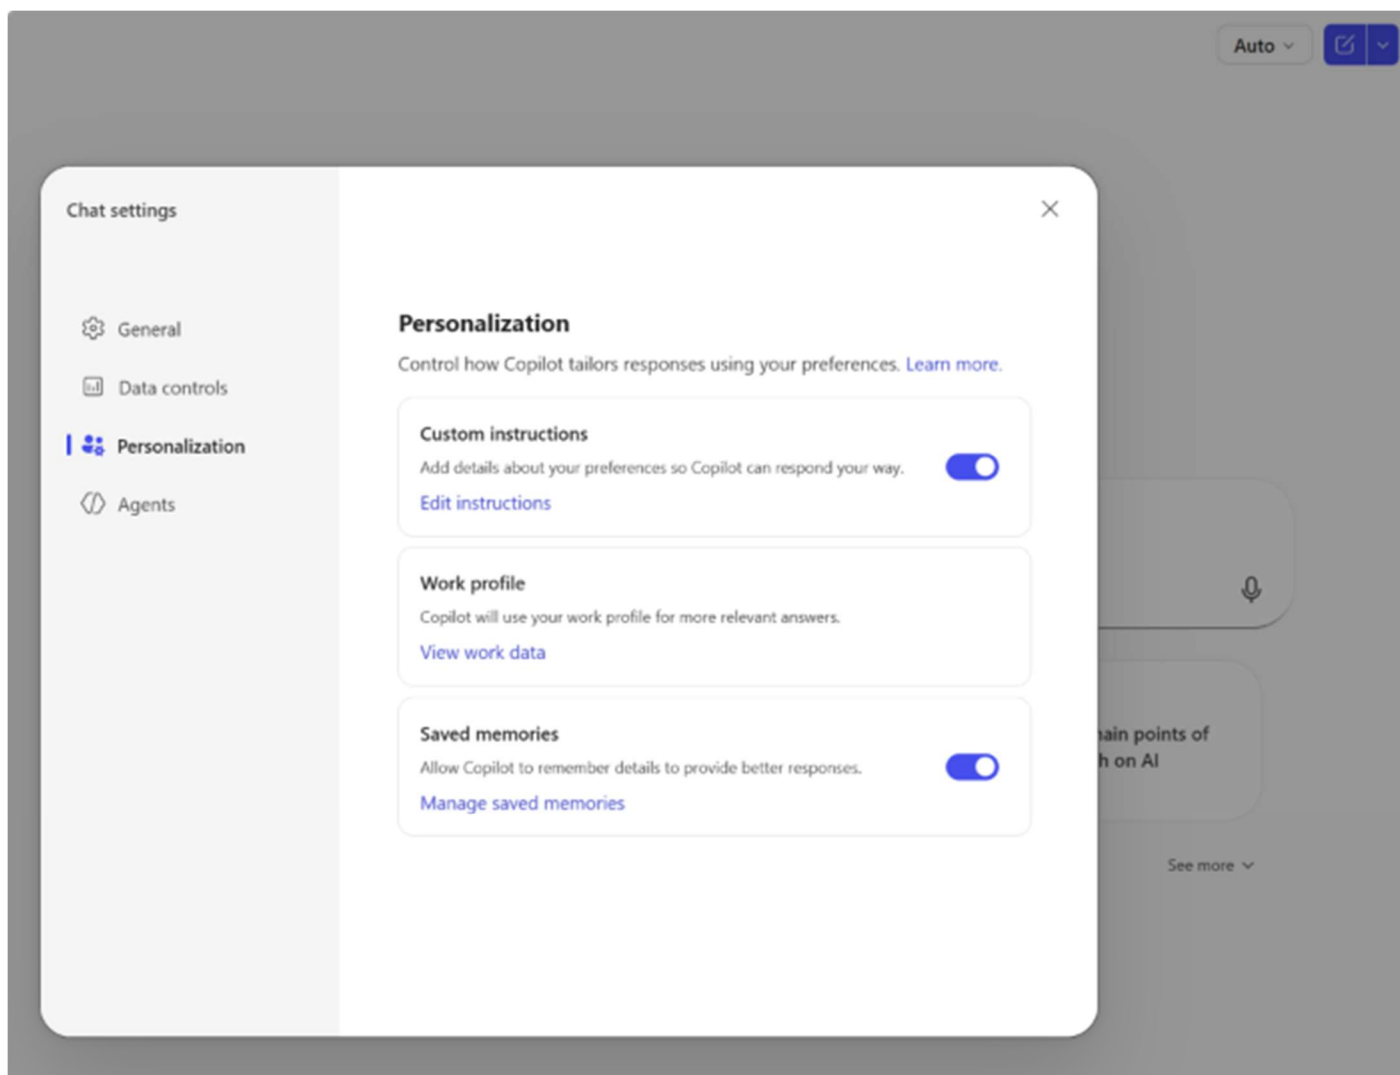 Auto
Chat settings
General
Data controls
Personalization
Agents
Personalization
Control how Copilot tailors responses using your preferences. Learn more.
Custom instructions
Add details about your preferences so Copilot can respond your way.
Edit instructions
Work profile
Copilot will use your work profile for more relevant answers.
View work data
Saved memories
Allow Copilot to remember details to provide better responses.
Manage saved memories
points of
on AI
See more